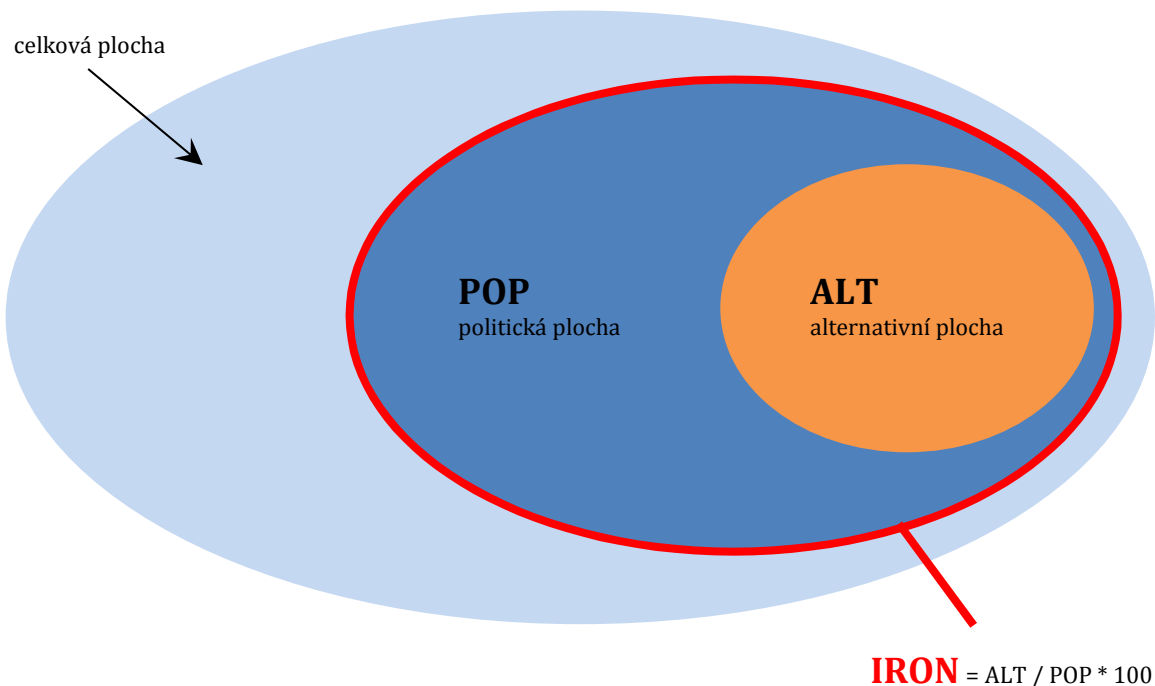 celková plocha
POP
politická plocha
ALT
alternativní plocha
IRON = ALT / POP * 100